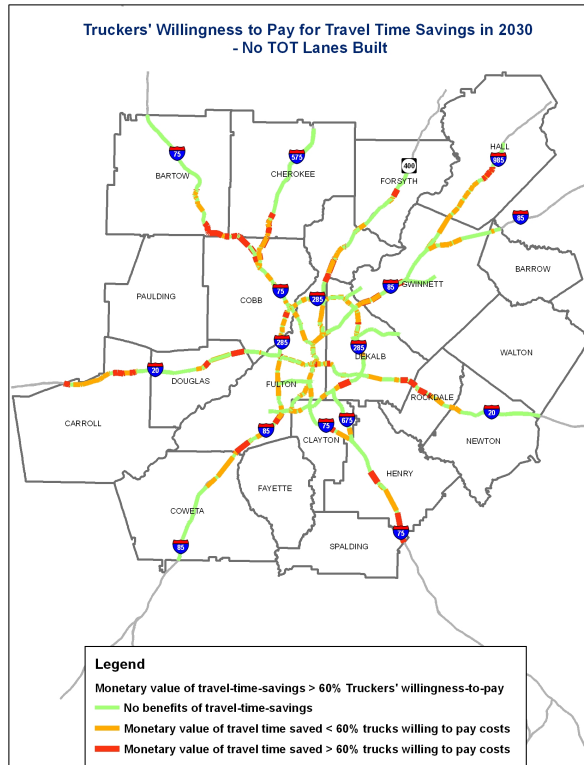 Truckers' Willingness to Pay for Travel Time Savings in 2030
- No TOT Lanes Built
HALL
75
575
400
985
BARTOW
CHEROKEE
FORSYTH
85
BARROW
85
GWINNETT
75
285
PAULDING
COBB
285
285
DEKALB
WALTON
20
DOUGLAS
FULTON
ROCKDALE
20
CARROLL
85
75
675
CLAYTON
NEWTON
HENRY
FAYETTE
COWETA
85
SPALDING
75
Legend
Monetary value of travel-time-savings > 60% Truckers' willingness-to-pay
No benefits of travel-time-savings
Monetary value of travel time saved < 60% trucks willing to pay costs
Monetary value of travel time saved > 60% trucks willing to pay costs